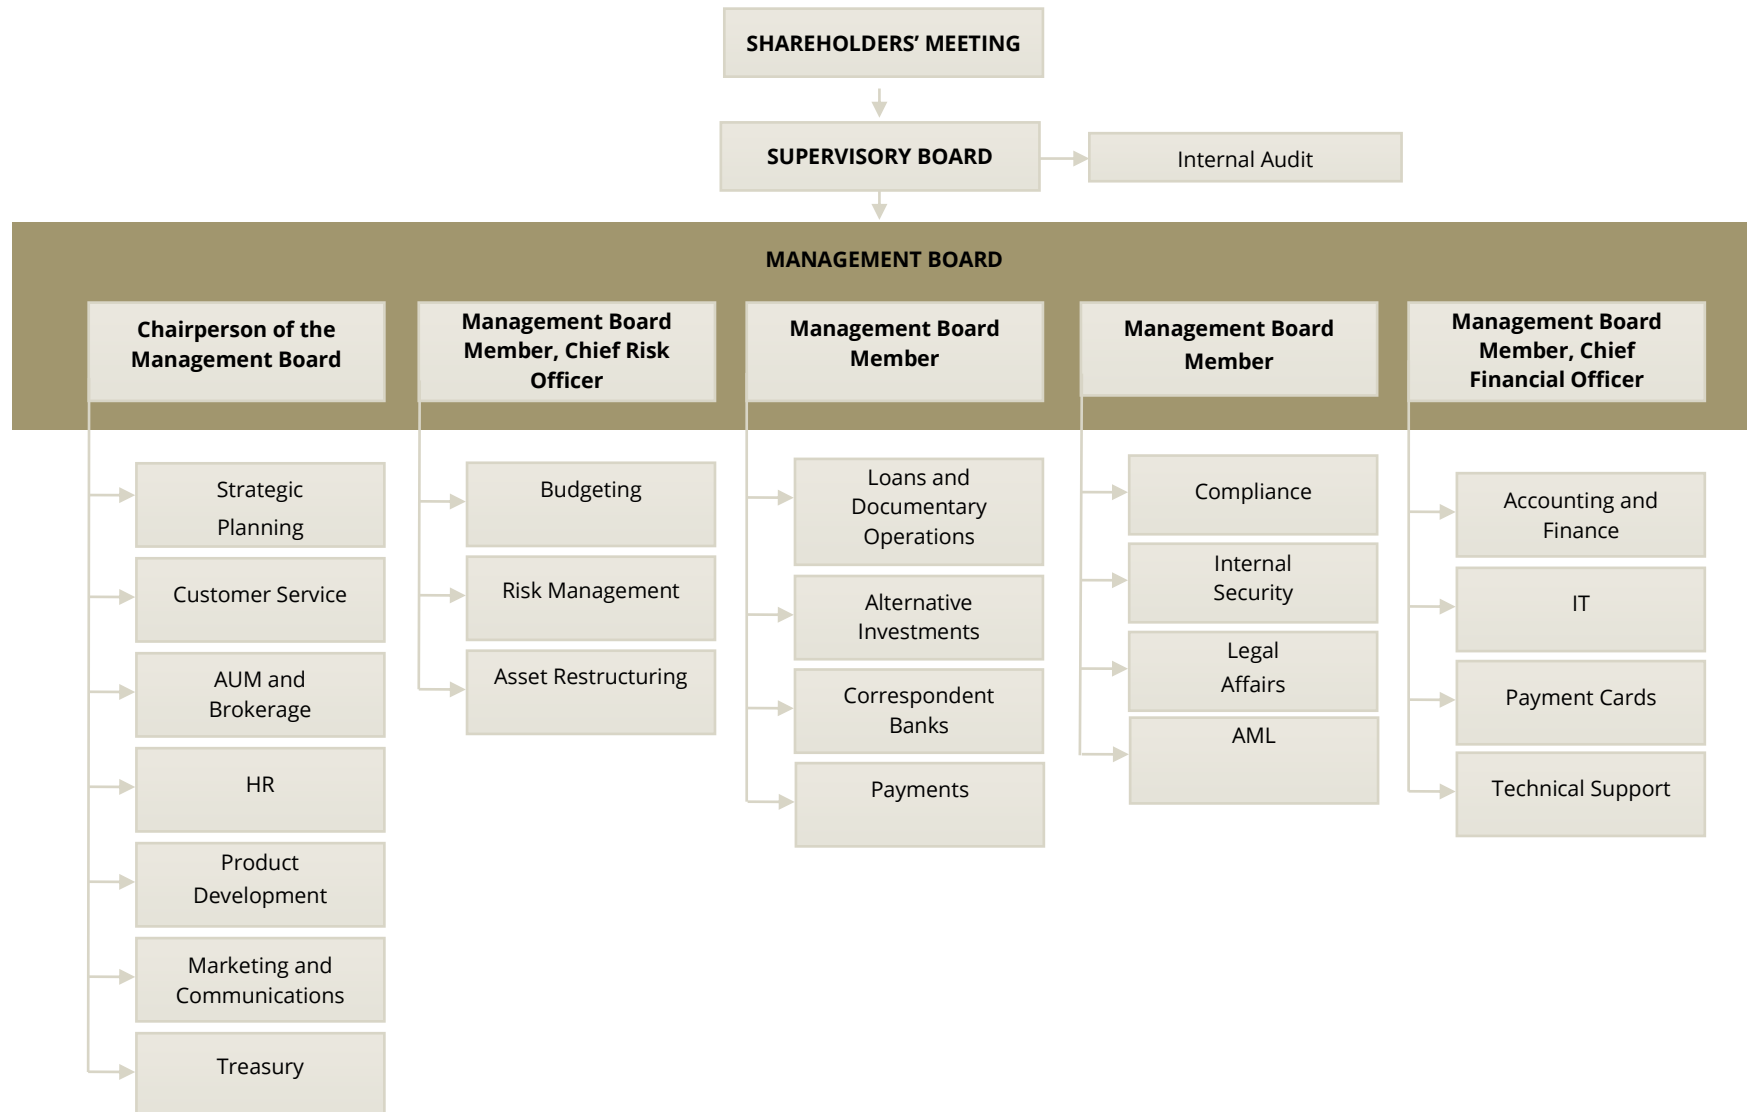 SHAREHOLDERS’ MEETING
SUPERVISORY BOARD
Internal Audit
MANAGEMENT BOARD
Chairperson of the
Management Board
Strategic
Planning
Customer Service
AUM and
Brokerage
HR
Product
Development
Marketing and
Communications
Treasury
Management Board
Member, Chief Risk
Officer
Budgeting
Risk Management
Asset Restructuring
Management Board
Member
Loans and
Documentary
Operations
Alternative
Investments
Correspondent
Banks
Payments
Management Board
Member
Compliance
Internal
Security
Legal
Affairs
AML
Management Board
Member, Chief
Financial Officer
Accounting and
Finance
IT
Payment Cards
Technical Support